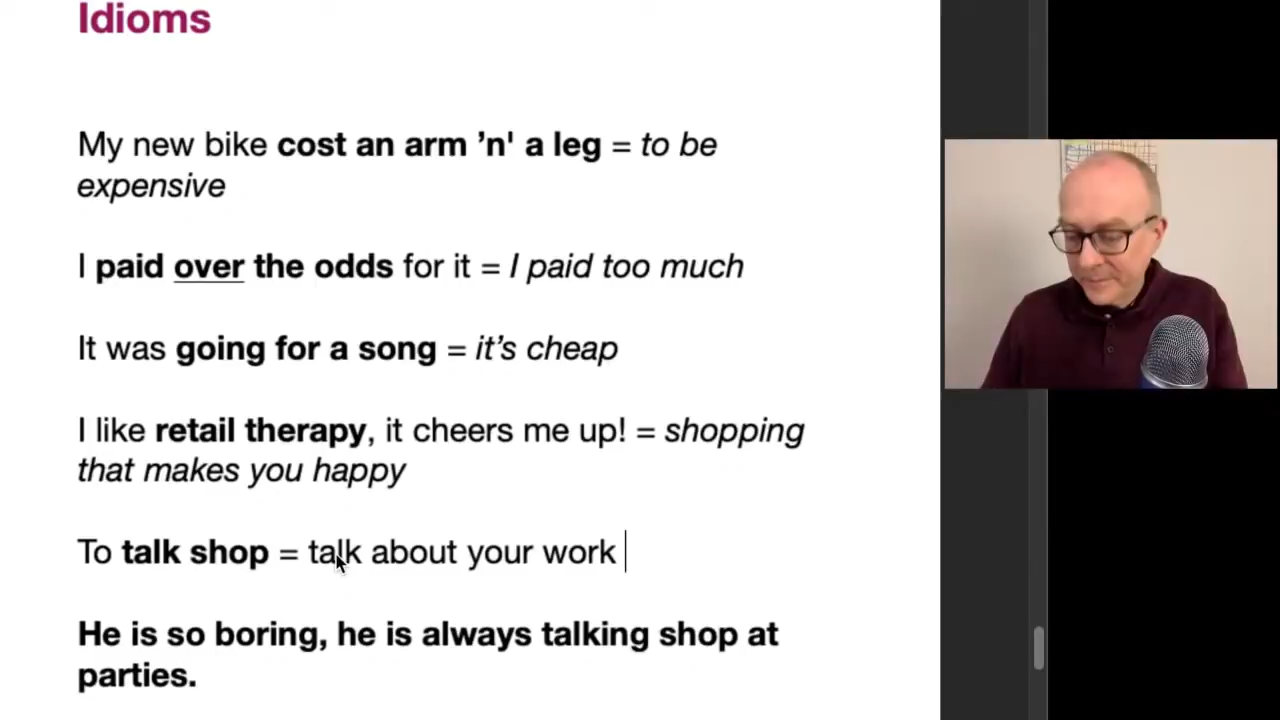 Idioms
My new bike cost an arm ’n' a leg = to be
expensive
I paid over the odds for it = I paid too much
It was going for a song = it’s cheap
I like retail therapy, it cheers me up! = shopping
that makes you happy
To talk shop = talk about your work
He is so boring, he is always talking shop at
parties.